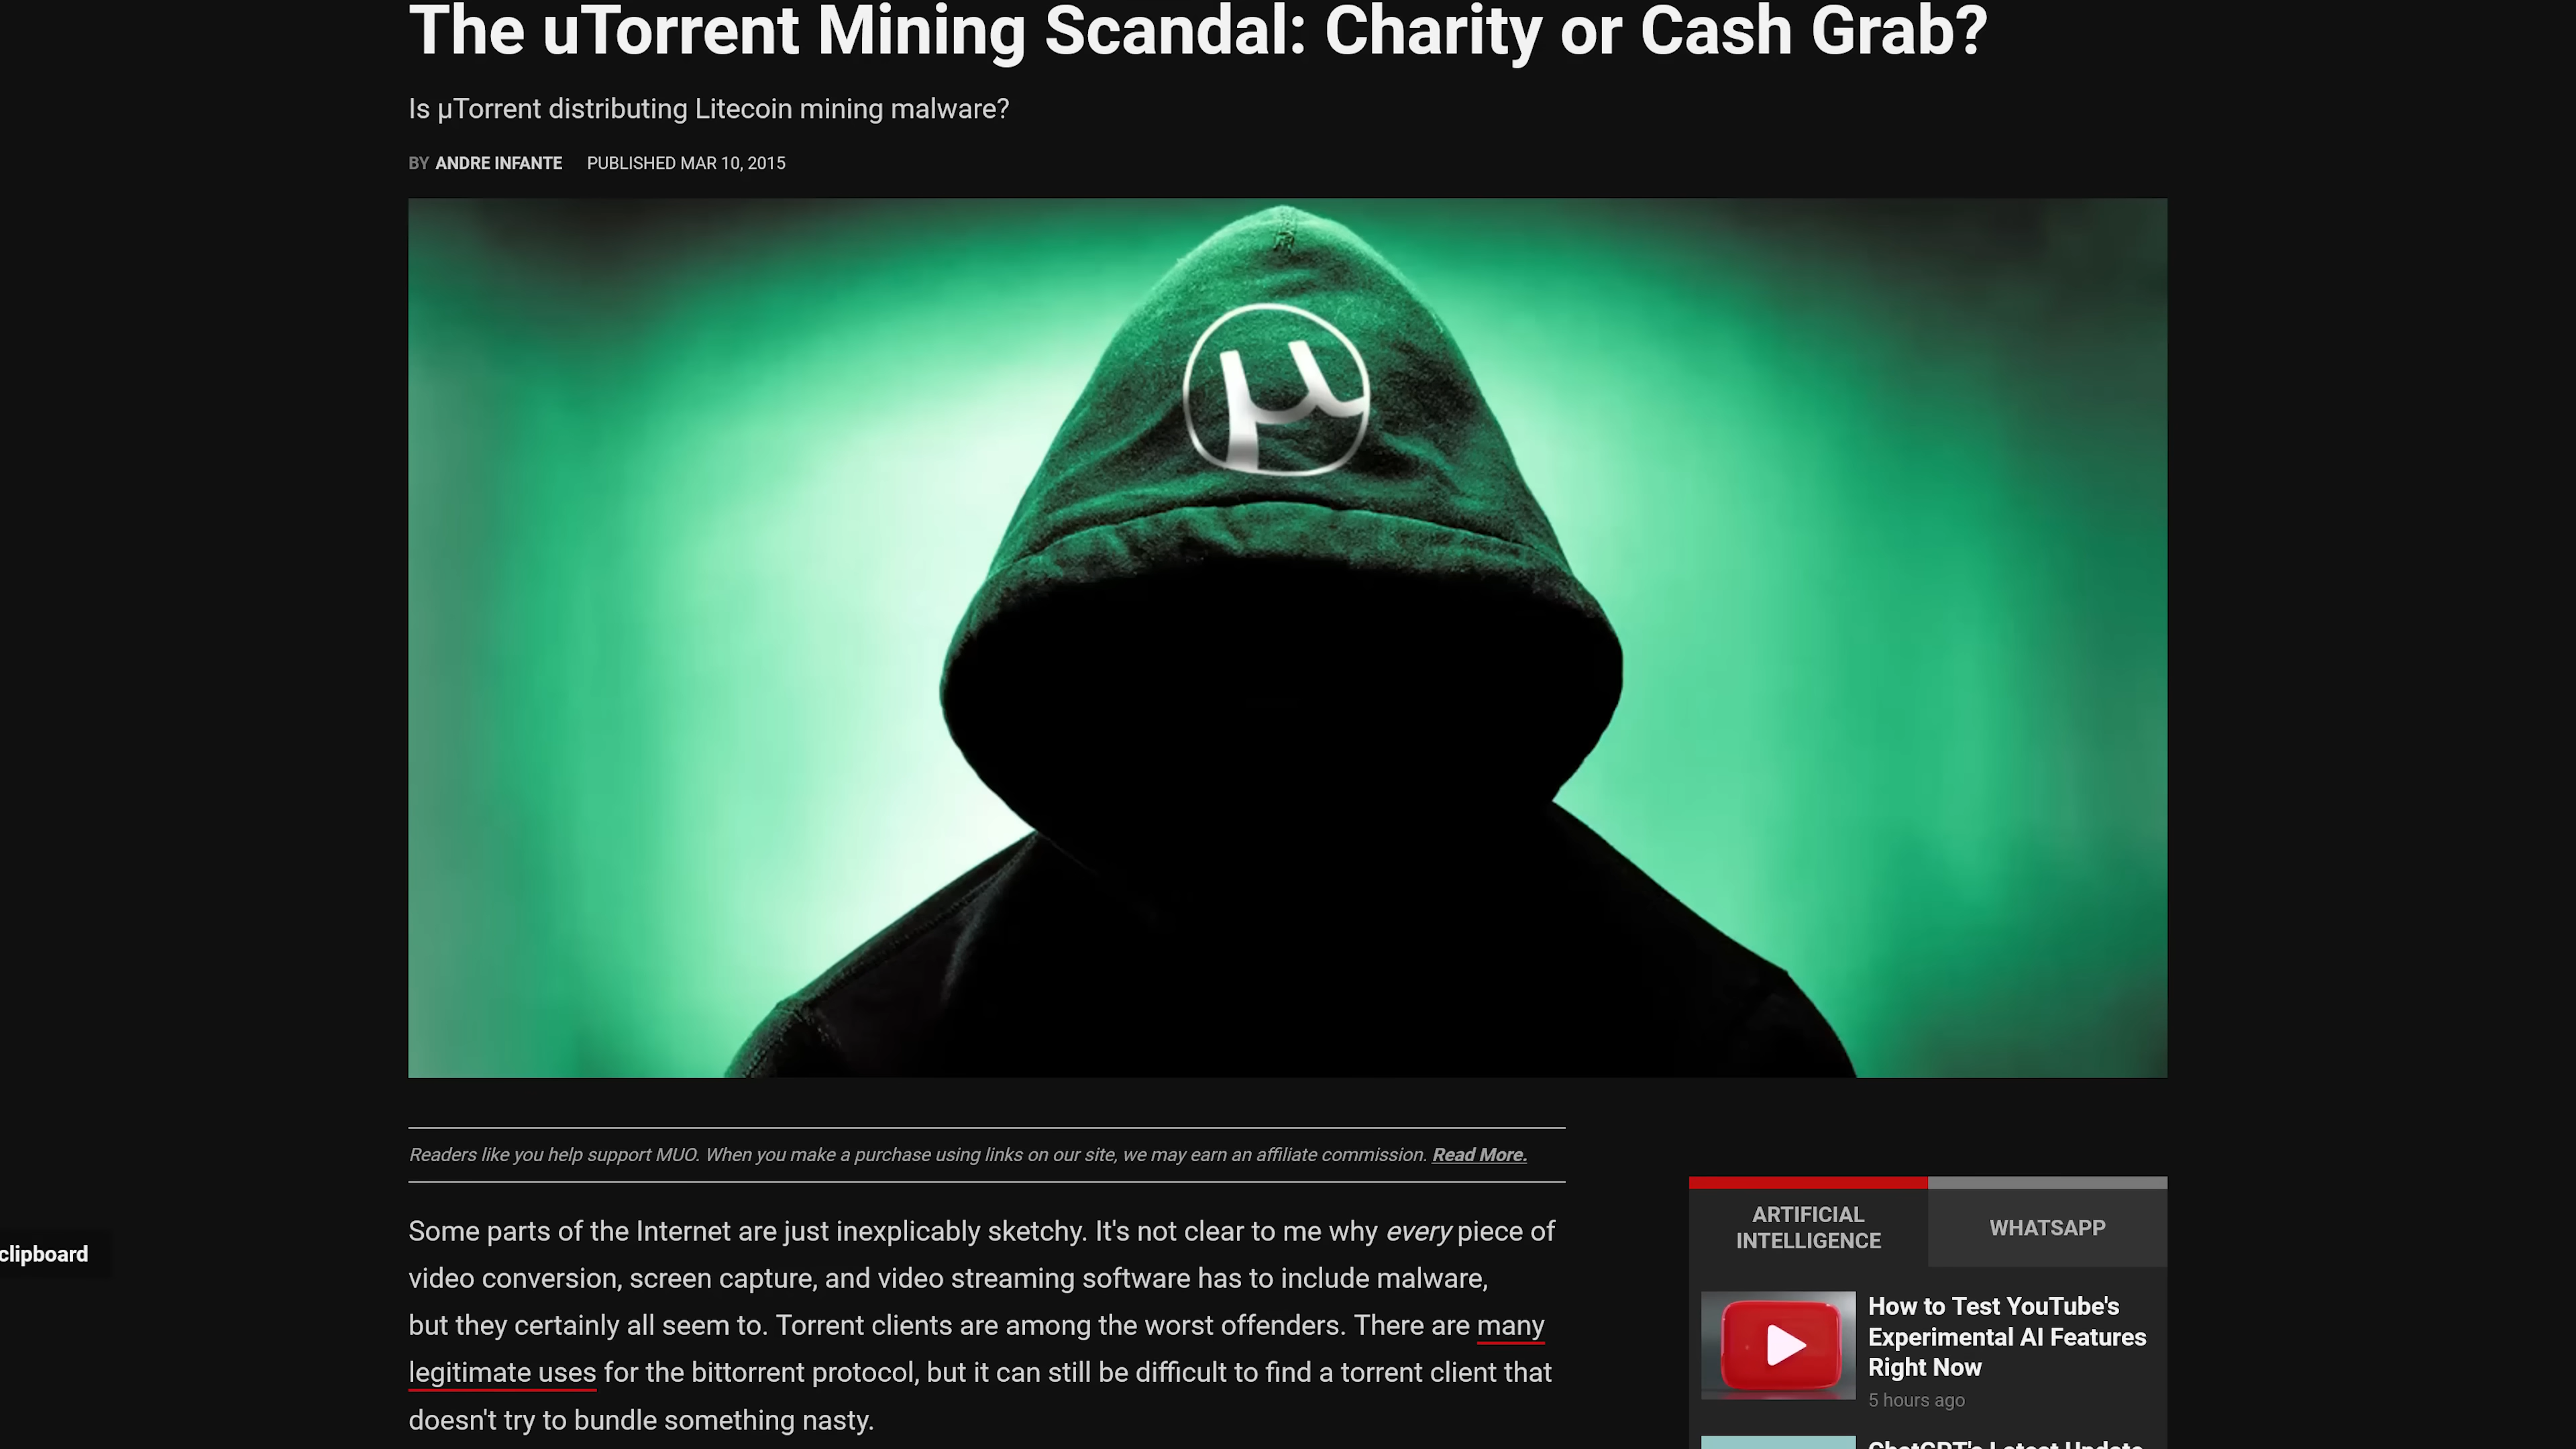 The uTorrent Mining Scandal: Charity or Cash Grab?
Is µTorrent distributing Litecoin mining malware?
BY ANDRE INFANTE PUBLISHED MAR 10, 2015
µ
Readers like you help support MUO. When you make a purchase using links on our site, we may earn an affiliate commission. Read More.
Some parts of the Internet are just inexplicably sketchy. It's not clear to me why every piece of
video conversion, screen capture, and video streaming software has to include malware,
but they certainly all seem to. Torrent clients are among the worst offenders. There are many
legitimate uses for the bittorrent protocol, but it can still be difficult to find a torrent client that
doesn't try to bundle something nasty.
clipboard
ARTIFICIAL
INTELLIGENCE
WHATSAPP
How to Test YouTube's
Experimental AI Features
Right Now
5 hours ago
ChatGPT's Latest Update